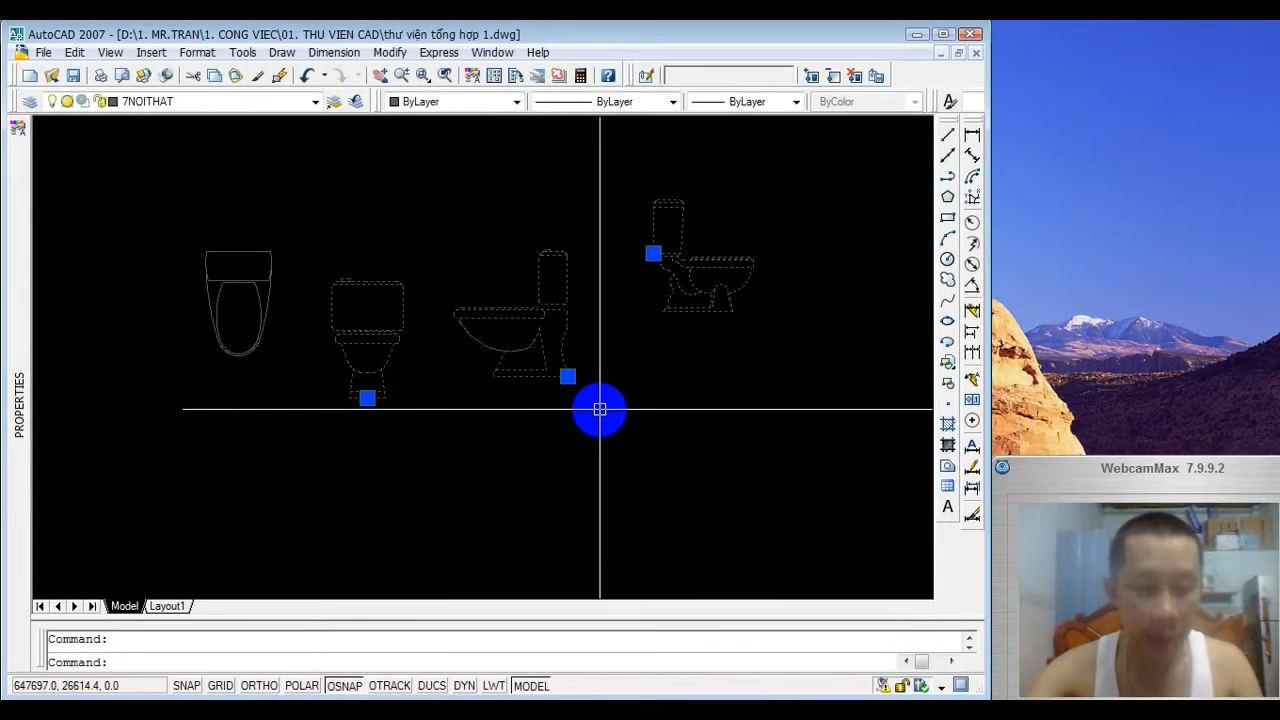 AutoCAD 2007 - [D:\1. MR.TRAN\1. CONG VIEC\01. THU VIEN CAD\thư viện tổng hợp 1.dwg]
File Edit View Insert Format Tools Draw Dimension Modify Express Window Help
7NOITHAT ByLayer ByLayer ByLayer ByColor
PROPERTIES
WebcamMax 7.9.9.2
Model Layout1
Command:
Command:
647697.0, 26614.4, 0.0 SNAP GRID ORTHO POLAR OSNAP OTRACK DUCS DYN LWT MODEL